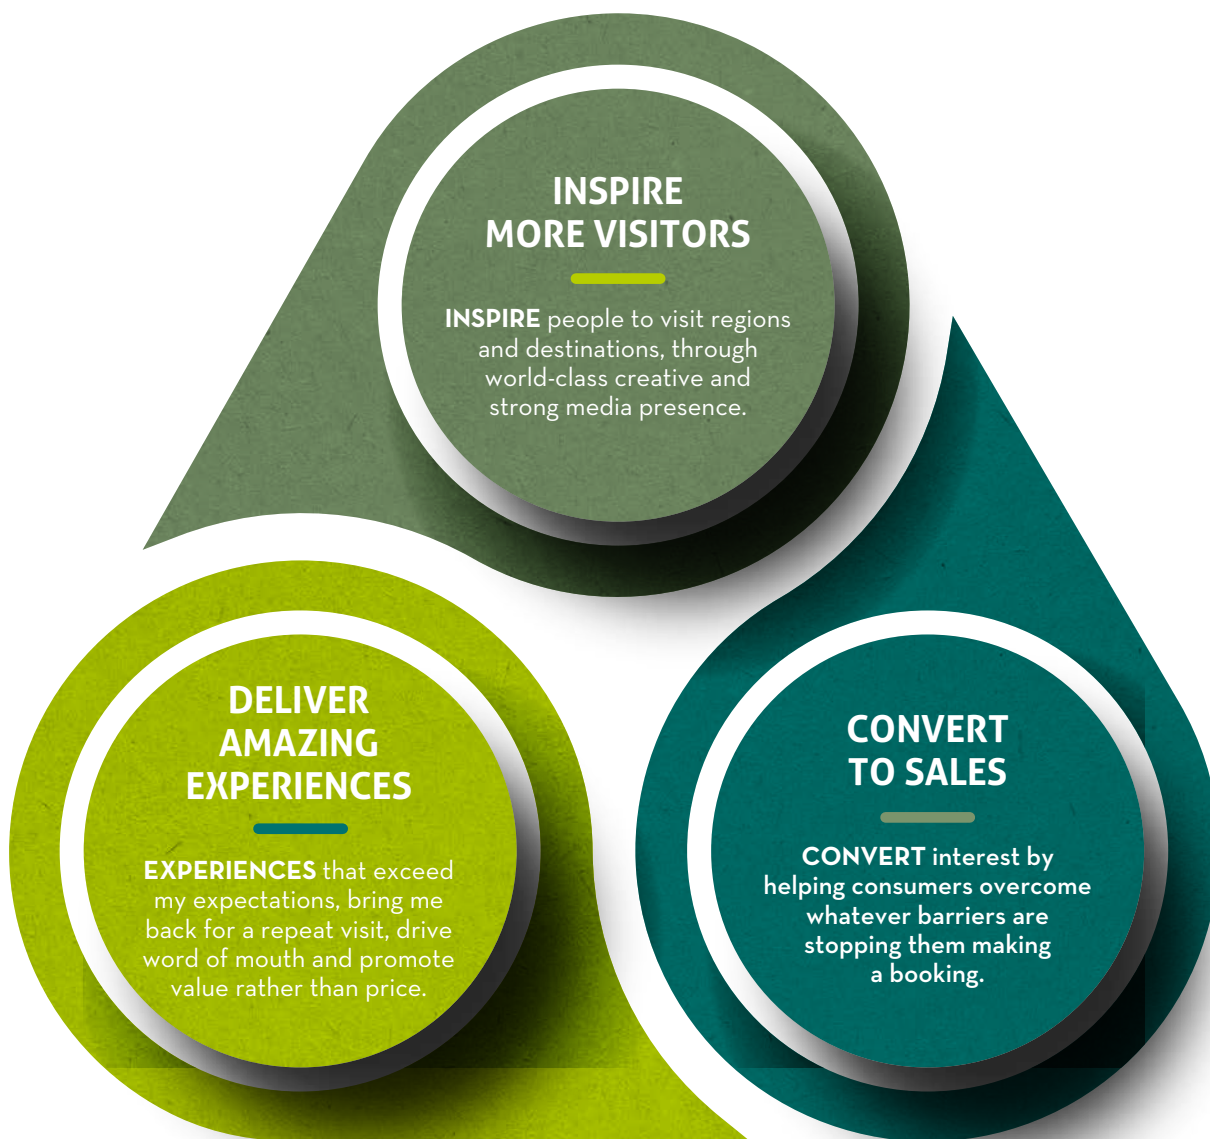 INSPIRE
MORE VISITORS
INSPIRE people to visit regions
and destinations, through
world-class creative and
strong media presence.
DELIVER
AMAZING
EXPERIENCES
EXPERIENCES that exceed
my expectations, bring me
back for a repeat visit, drive
word of mouth and promote
value rather than price.
CONVERT
TO SALES
CONVERT interest by
helping consumers overcome
whatever barriers are
stopping them making
a booking.